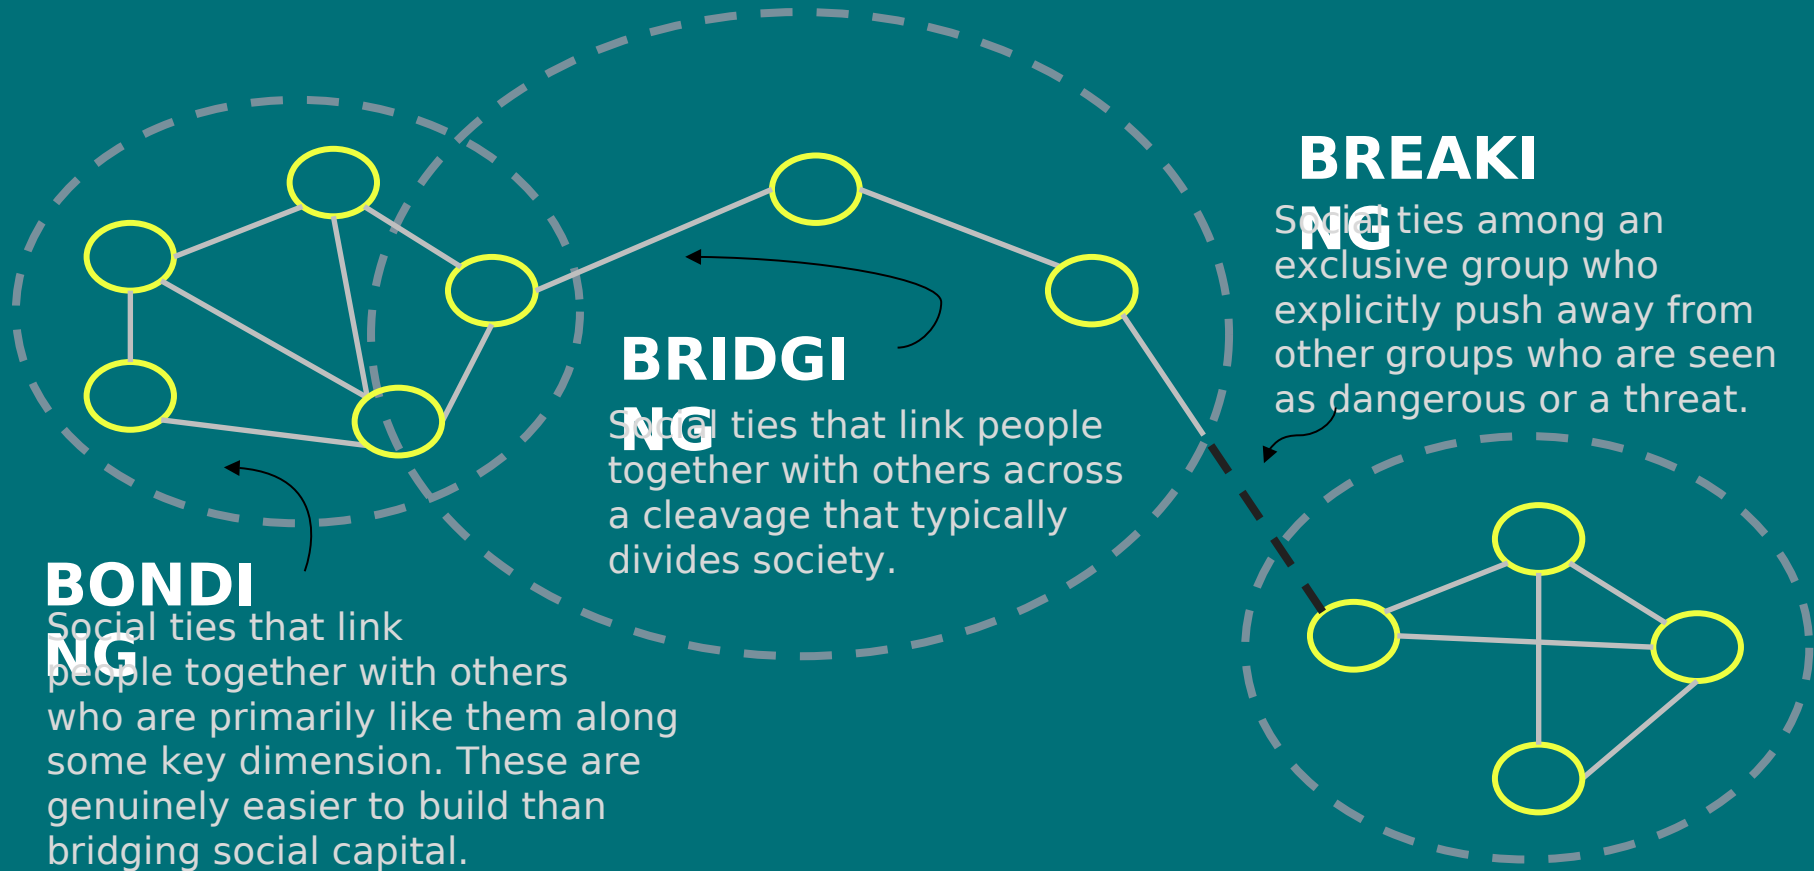 BREAKI
NG
Social ties among an
exclusive group who
explicitly push away from
other groups who are seen
as dangerous or a threat.
BRIDGI
NG
Social ties that link people
together with others across
a cleavage that typically
divides society.
BONDI
NG
Social ties that link
people together with others
who are primarily like them along
some key dimension. These are
genuinely easier to build than
bridging social capital.